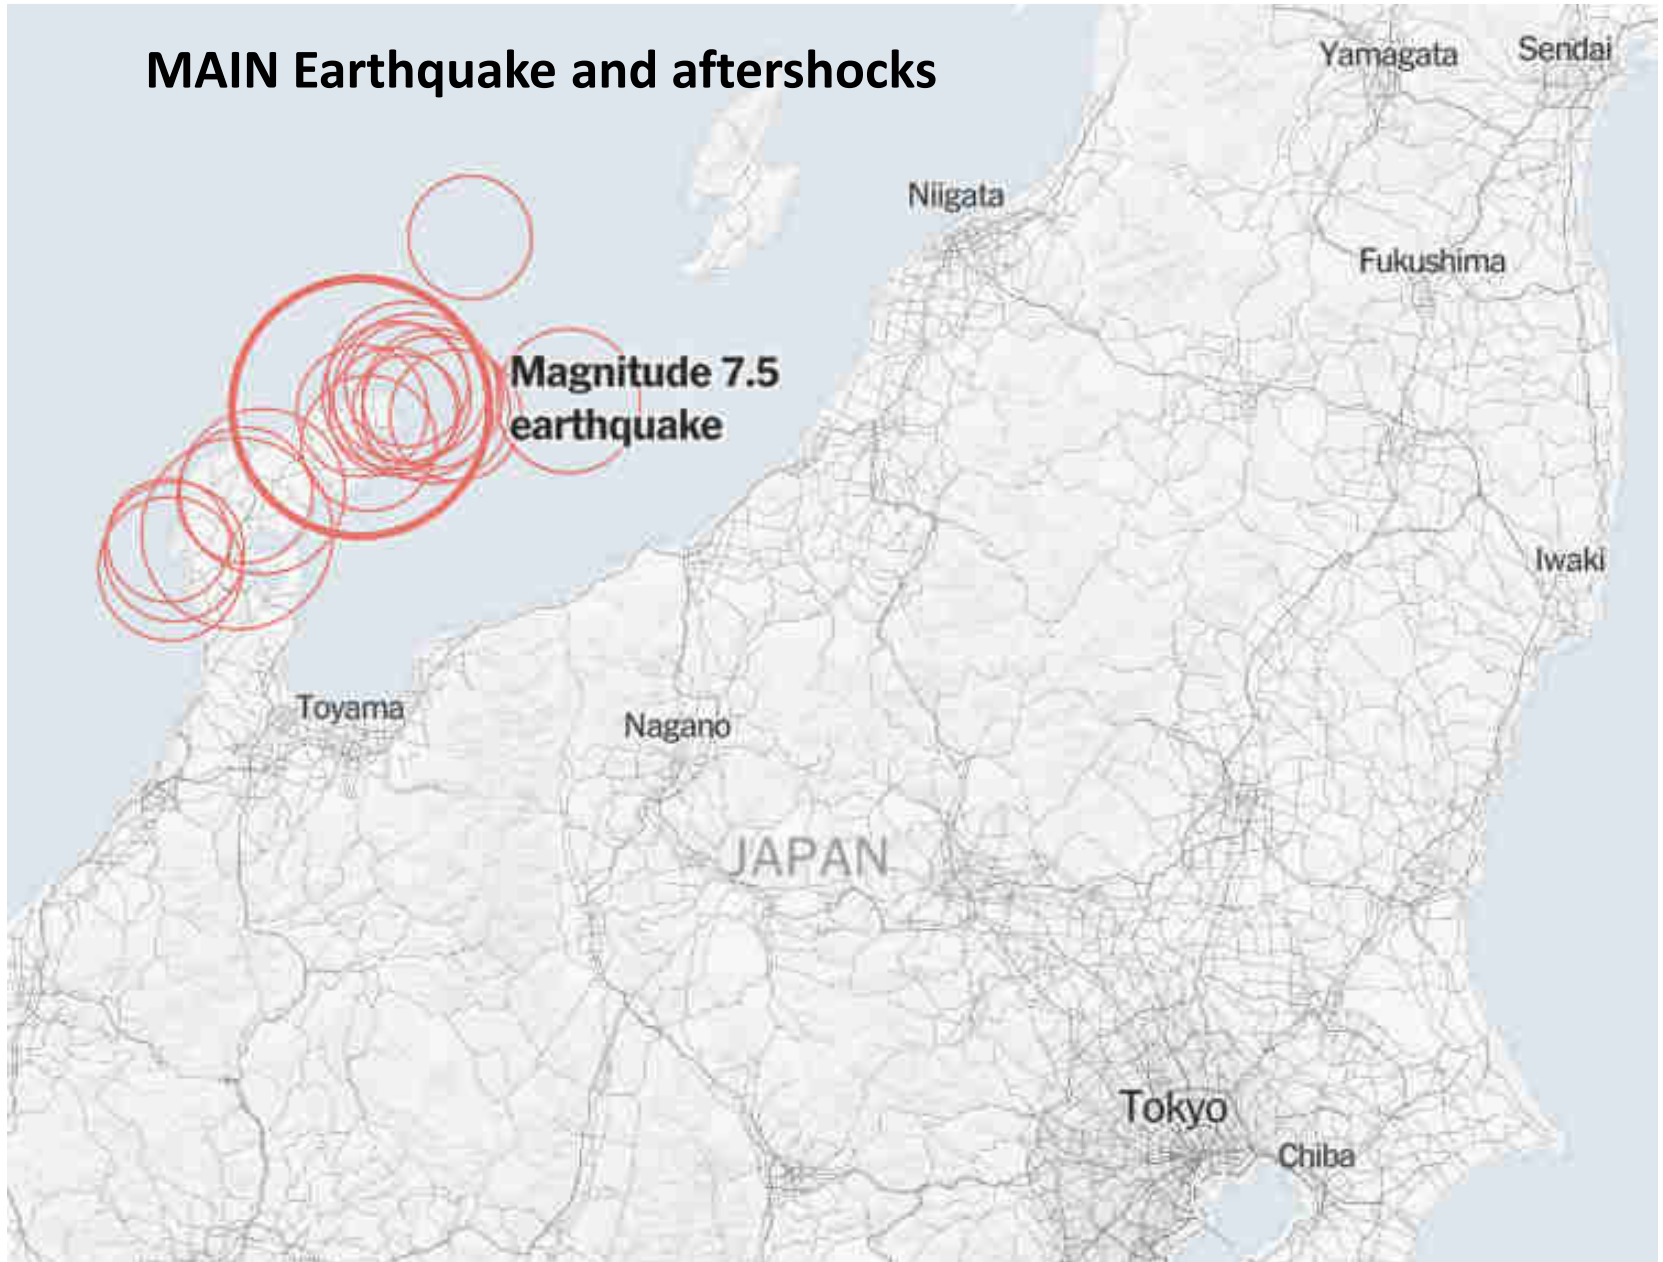 MAIN Earthquake and aftershocks
Yamagata
Sendai
Niigata
Fukushima
Magnitude 7.5
earthquake
Iwaki
Toyama
Nagano
JAPAN
Tokyo
Chiba